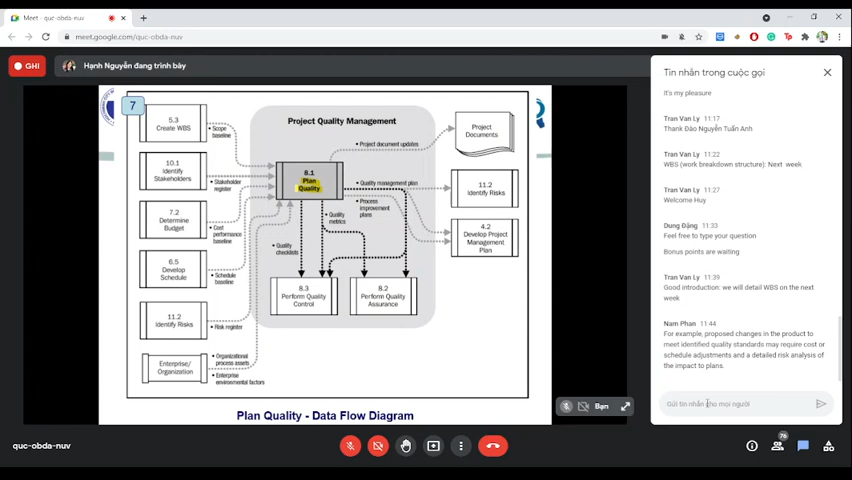 Meet - quc-obda-nuv
meet.google.com/quc-obda-nuv
GHI
Hạnh Nguyễn đang trình bày
7
Project Quality Management
5.3
Create WBS
• Scope
baseline
10.1
Identify
Stakeholders
• Stakeholder
register
7.2
Determine
Budget
• Cost
performance
baseline
6.5
Develop
Schedule
• Schedule
baseline
11.2
Identify Risks
• Risk register
Enterprise/
Organization
• Organizational
process assets
• Enterprise
environmental factors
8.1
Plan
Quality
• Project document updates
• Quality management plan
• Process
improvement
plans
• Quality
metrics
• Quality
checklists
8.3
Perform Quality
Control
8.2
Perform Quality
Assurance
Project
Documents
11.2
Identify Risks
4.2
Develop Project
Management
Plan
Plan Quality - Data Flow Diagram
Bạn
Tin nhắn trong cuộc gọi
It's my pleasure
Tran Van Ly 11:17
Thank Đào Nguyễn Tuấn Anh
Tran Van Ly 11:22
WBS (work breakdown structure): Next week
Tran Van Ly 11:27
Welcome Huy
Dung Đặng 11:33
Feel free to type your question
Bonus points are waiting
Tran Van Ly 11:39
Good introduction: we will detail WBS on the next
week
Nam Phan 11:44
For example, proposed changes in the product to
meet identified quality standards may require cost or
schedule adjustments and a detailed risk analysis of
the impact to plans.
Gửi tin nhắn cho mọi người
quc-obda-nuv
76